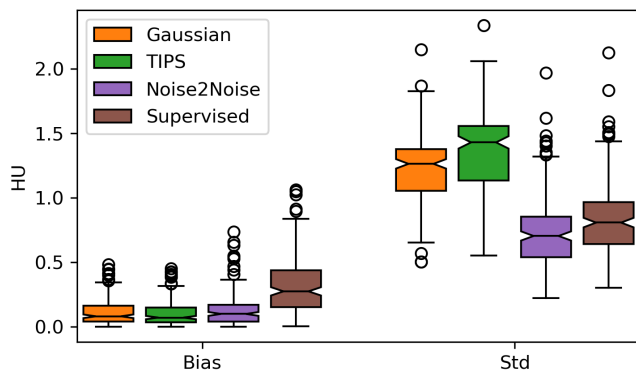 Gaussian
TIPS
Noise2Noise
Supervised
HU
2.0
1.5
1.0
0.5
0.0
Bias
Std